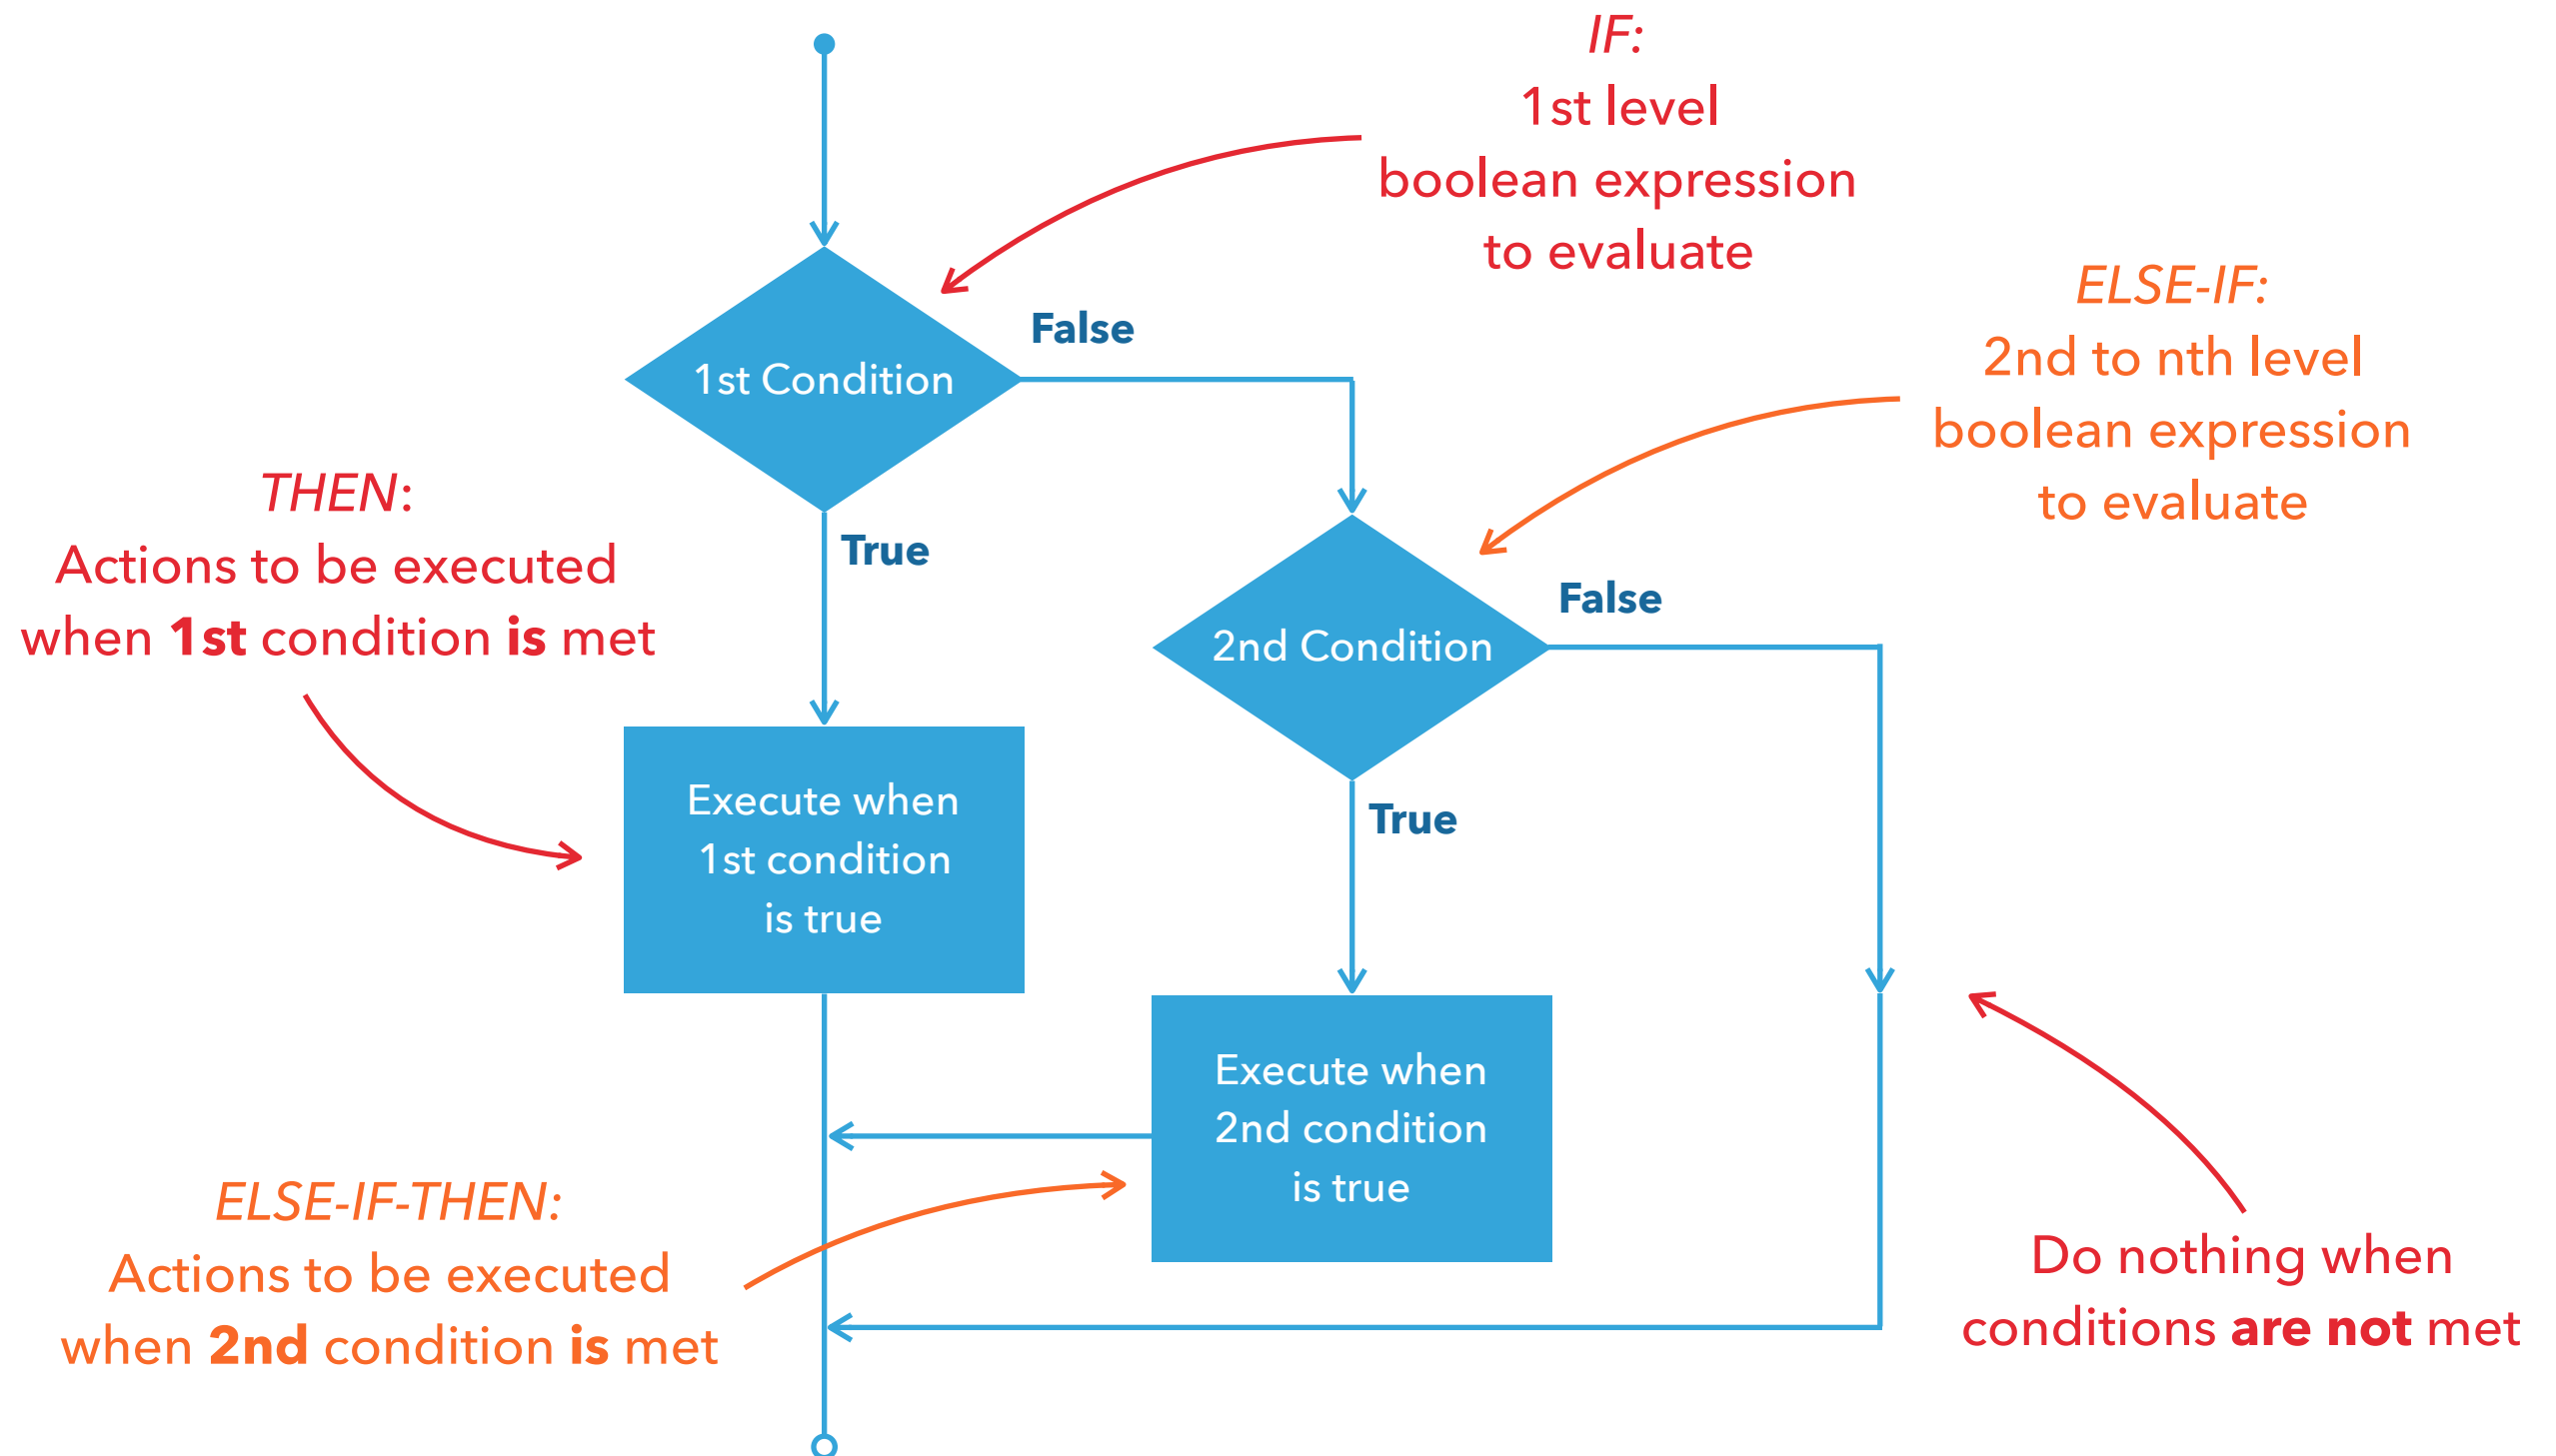 IF:
1st level
boolean expression
to evaluate
ELSE-IF:
2nd to nth level
boolean expression
to evaluate
False
1st Condition
THEN:
Actions to be executed
when 1st condition is met
True
False
2nd Condition
True
Execute when
1st condition
is true
Execute when
2nd condition
is true
ELSE-IF-THEN:
Actions to be executed
when 2nd condition is met
Do nothing when
conditions are not met